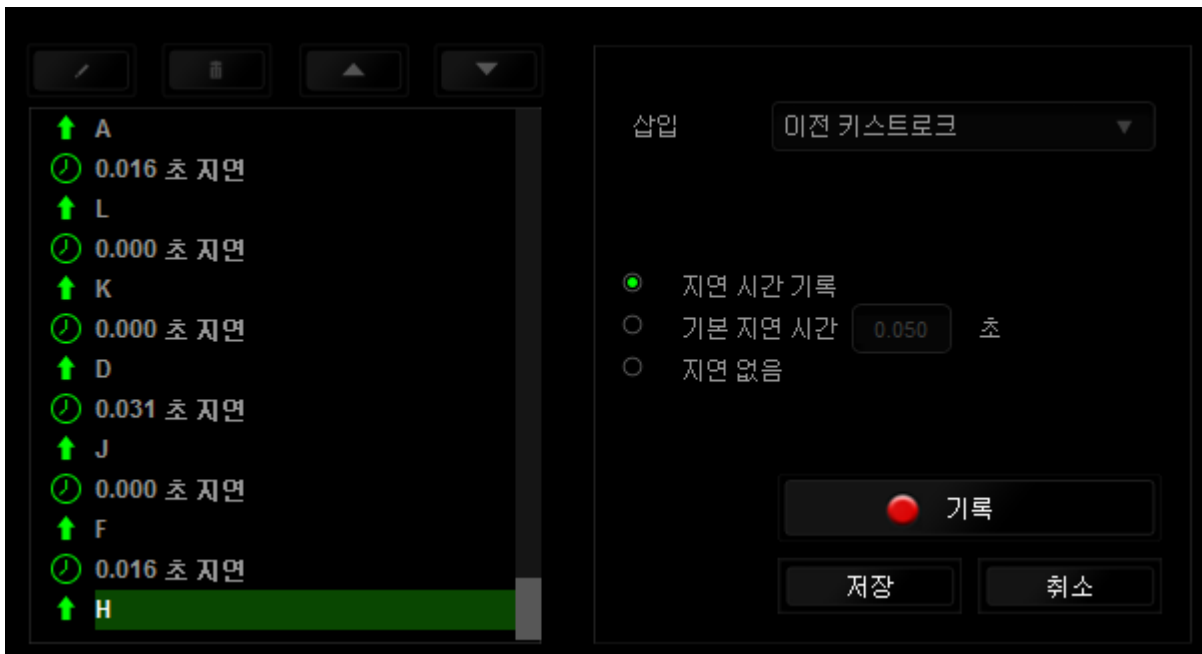 A
0.016 초 지연
L
0.000 초 지연
K
0.000 초 지연
D
0.031 초 지연
J
0.000 초 지연
F
0.016 초 지연
H
삽입 이전 키스트로크
지연 시간 기록
기본 지연 시간 0.050 초
지연 없음
기록
저장 취소